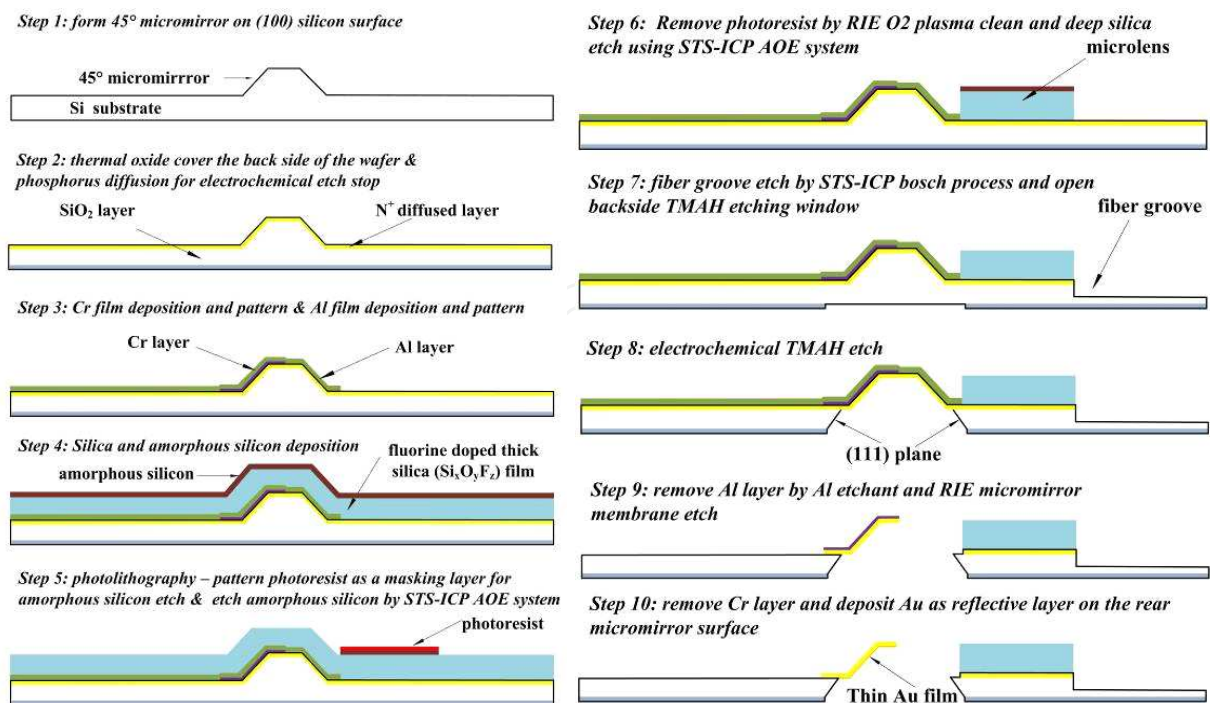 Step 1: form 45° micromirror on (100) silicon surface
45° micromirrror
Si substrate
Step 2: thermal oxide cover the back side of the wafer &
phosphorus diffusion for electrochemical etch stop
SiO₂ layer
N⁺ diffused layer
Step 3: Cr film deposition and pattern & Al film deposition and pattern
Cr layer
Al layer
Step 4: Silica and amorphous silicon deposition
amorphous silicon
fluorine doped thick
silica (SiₓOᵧF_z) film
Step 5: photolithography – pattern photoresist as a masking layer for
amorphous silicon etch & etch amorphous silicon by STS-ICP AOE system
photoresist
Step 6: Remove photoresist by RIE O2 plasma clean and deep silica
etch using STS-ICP AOE system
microlens
Step 7: fiber groove etch by STS-ICP bosch process and open
backside TMAH etching window
fiber groove
Step 8: electrochemical TMAH etch
(111) plane
Step 9: remove Al layer by Al etchant and RIE micromirror
membrane etch
Step 10: remove Cr layer and deposit Au as reflective layer on the rear
micromirror surface
Thin Au film